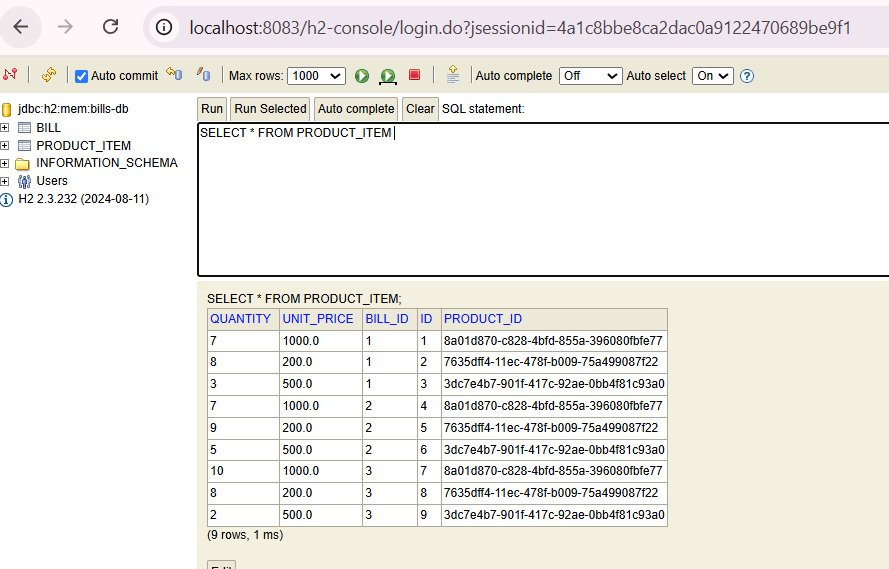 localhost:8083/h2-console/login.do?jsessionid=4a1c8bbe8ca2dac0a9122470689be9f1
Auto commit Max rows: 1000 Auto complete Off Auto select On
jdbc:h2:mem:bills-db
BILL
PRODUCT_ITEM
INFORMATION_SCHEMA
Users
H2 2.3.232 (2024-08-11)
Run Run Selected Auto complete Clear SQL statement:
SELECT * FROM PRODUCT_ITEM
SELECT * FROM PRODUCT_ITEM;
QUANTITY UNIT_PRICE BILL_ID ID PRODUCT_ID
7 1000.0 1 1 8a01d870-c828-4bfd-855a-396080fbfe77
8 200.0 1 2 7635dff4-11ec-478f-b009-75a499087f22
3 500.0 1 3 3dc7e4b7-901f-417c-92ae-0bb4f81c93a0
7 1000.0 2 4 8a01d870-c828-4bfd-855a-396080fbfe77
9 200.0 2 5 7635dff4-11ec-478f-b009-75a499087f22
5 500.0 2 6 3dc7e4b7-901f-417c-92ae-0bb4f81c93a0
10 1000.0 3 7 8a01d870-c828-4bfd-855a-396080fbfe77
8 200.0 3 8 7635dff4-11ec-478f-b009-75a499087f22
2 500.0 3 9 3dc7e4b7-901f-417c-92ae-0bb4f81c93a0
(9 rows, 1 ms)